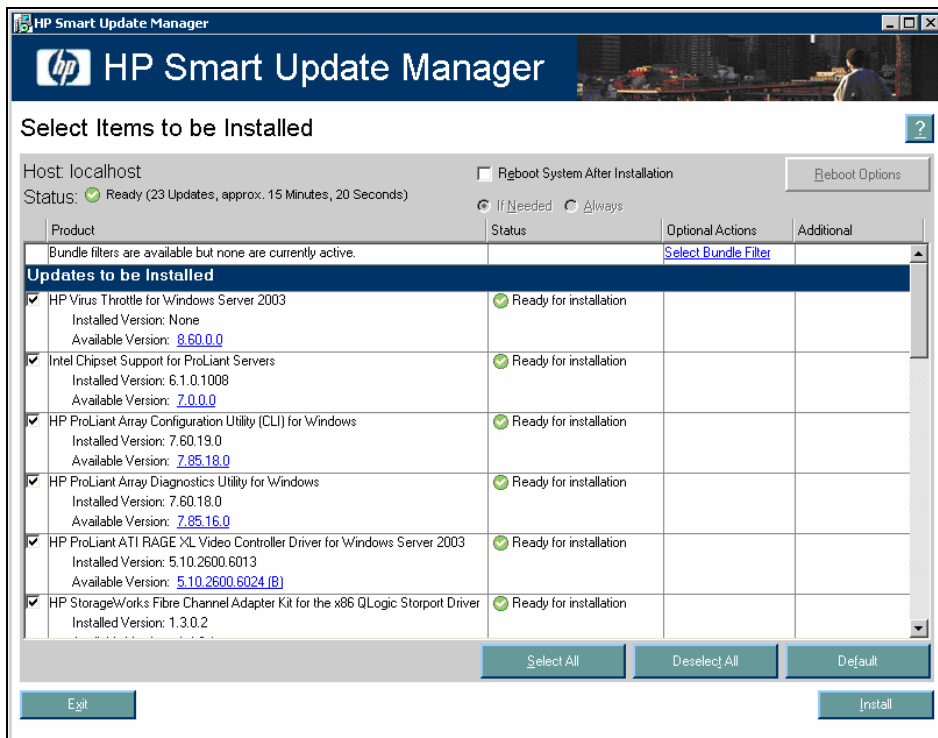 HP Smart Update Manager
hp HP Smart Update Manager
Select Items to be Installed
?
Host: localhost
Status: Ready (23 Updates, approx. 15 Minutes, 20 Seconds)
Reboot System After Installation
If Needed Always
Reboot Options
Product Status Optional Actions Additional
Bundle filters are available but none are currently active. Select Bundle Filter
Updates to be Installed
HP Virus Throttle for Windows Server 2003 Ready for installation
Installed Version: None
Available Version: 8.60.0.0
Intel Chipset Support for ProLiant Servers Ready for installation
Installed Version: 6.1.0.1008
Available Version: 7.0.0.0
HP ProLiant Array Configuration Utility (CLI) for Windows Ready for installation
Installed Version: 7.60.19.0
Available Version: 7.85.18.0
HP ProLiant Array Diagnostics Utility for Windows Ready for installation
Installed Version: 7.60.18.0
Available Version: 7.85.16.0
HP ProLiant ATI RAGE XL Video Controller Driver for Windows Server 2003 Ready for installation
Installed Version: 5.10.2600.6013
Available Version: 5.10.2600.6024 (B)
HP StorageWorks Fibre Channel Adapter Kit for the x86 QLogic Storport Driver Ready for installation
Installed Version: 1.3.0.2
Select All Deselect All Default
Exit Install